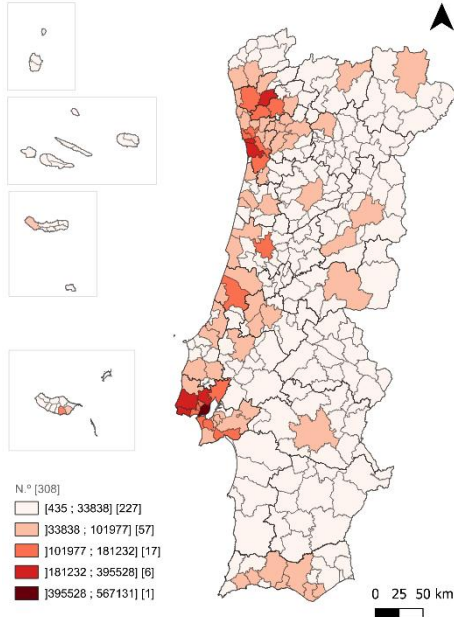 N.º [308]
[435 ; 33838] [227]
]33838 ; 101977] [57]
]101977 ; 181232] [17]
]181232 ; 395528] [6]
]395528 ; 567131] [1]
0 25 50 km